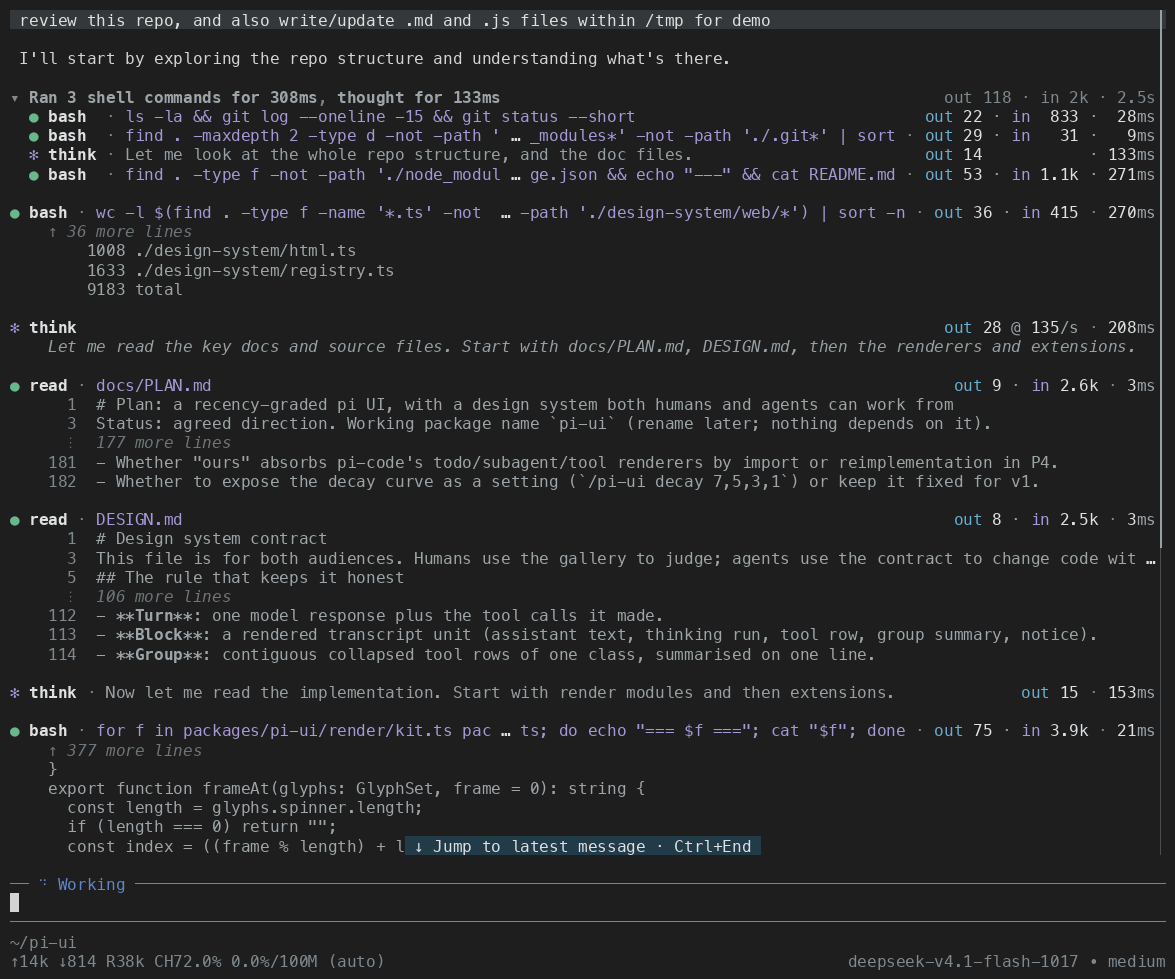 review this repo, and also write/update .md and .js files within /tmp for demo
I'll start by exploring the repo structure and understanding what's there.
▾ Ran 3 shell commands for 308ms, thought for 133ms out 118 · in 2k · 2.5s
● bash · ls -la && git log --oneline -15 && git status --short out 22 · in 833 · 28ms
● bash · find . -maxdepth 2 -type d -not -path ' … _modules*' -not -path './.git*' | sort · out 29 · in 31 · 9ms
✻ think · Let me look at the whole repo structure, and the doc files. out 14 · 133ms
● bash · find . -type f -not -path './node_modul … ge.json && echo "---" && cat README.md · out 53 · in 1.1k · 271ms
● bash · wc -l $(find . -type f -name '*.ts' -not … -path './design-system/web/*') | sort -n · out 36 · in 415 · 270ms
↑ 36 more lines
1008 ./design-system/html.ts
1633 ./design-system/registry.ts
9183 total
✻ think out 28 @ 135/s · 208ms
Let me read the key docs and source files. Start with docs/PLAN.md, DESIGN.md, then the renderers and extensions.
● read · docs/PLAN.md out 9 · in 2.6k · 3ms
1 # Plan: a recency-graded pi UI, with a design system both humans and agents can work from
3 Status: agreed direction. Working package name `pi-ui` (rename later; nothing depends on it).
⋮ 177 more lines
181 - Whether "ours" absorbs pi-code's todo/subagent/tool renderers by import or reimplementation in P4.
182 - Whether to expose the decay curve as a setting (`/pi-ui decay 7,5,3,1`) or keep it fixed for v1.
● read · DESIGN.md out 8 · in 2.5k · 3ms
1 # Design system contract
3 This file is for both audiences. Humans use the gallery to judge; agents use the contract to change code wit …
5 ## The rule that keeps it honest
⋮ 106 more lines
112 - **Turn**: one model response plus the tool calls it made.
113 - **Block**: a rendered transcript unit (assistant text, thinking run, tool row, group summary, notice).
114 - **Group**: contiguous collapsed tool rows of one class, summarised on one line.
✻ think · Now let me read the implementation. Start with render modules and then extensions. out 15 · 153ms
● bash · for f in packages/pi-ui/render/kit.ts pac … ts; do echo "=== $f ==="; cat "$f"; done · out 75 · in 3.9k · 21ms
↑ 377 more lines
}
export function frameAt(glyphs: GlyphSet, frame = 0): string {
const length = glyphs.spinner.length;
if (length === 0) return "";
const index = ((frame % length) + l ↓ Jump to latest message · Ctrl+End
Working
~/pi-ui
↑14k ↓814 R38k CH72.0% 0.0%/100M (auto) deepseek-v4.1-flash-1017 • medium